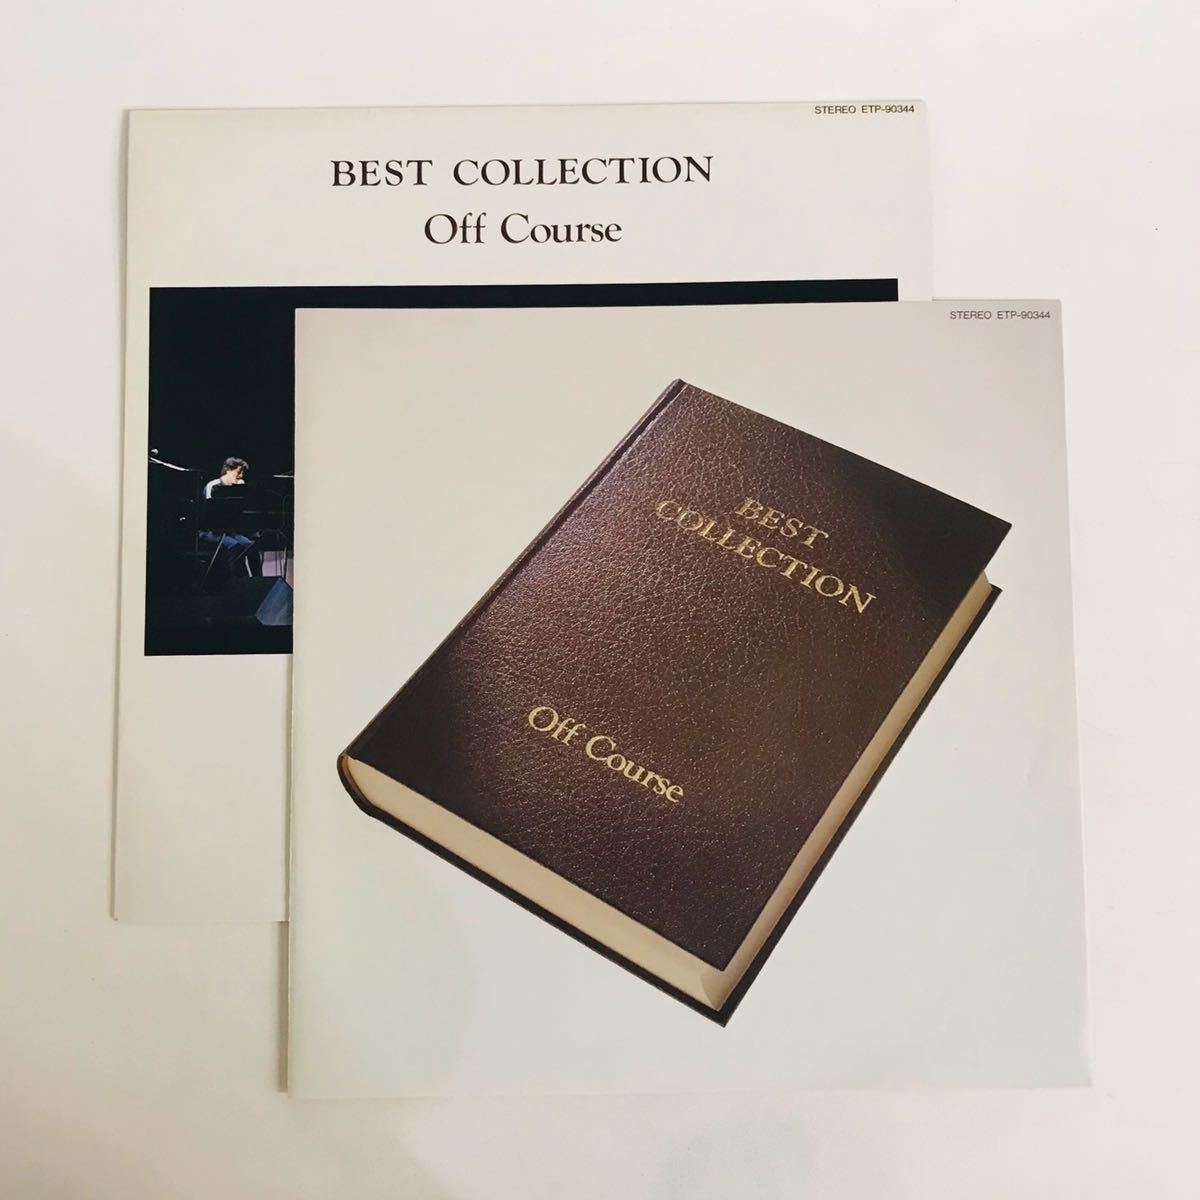 STEREO ETP-90344
BEST COLLECTION
Off Course
STEREO ETP-90344
BEST
COLLECTION
Off Course